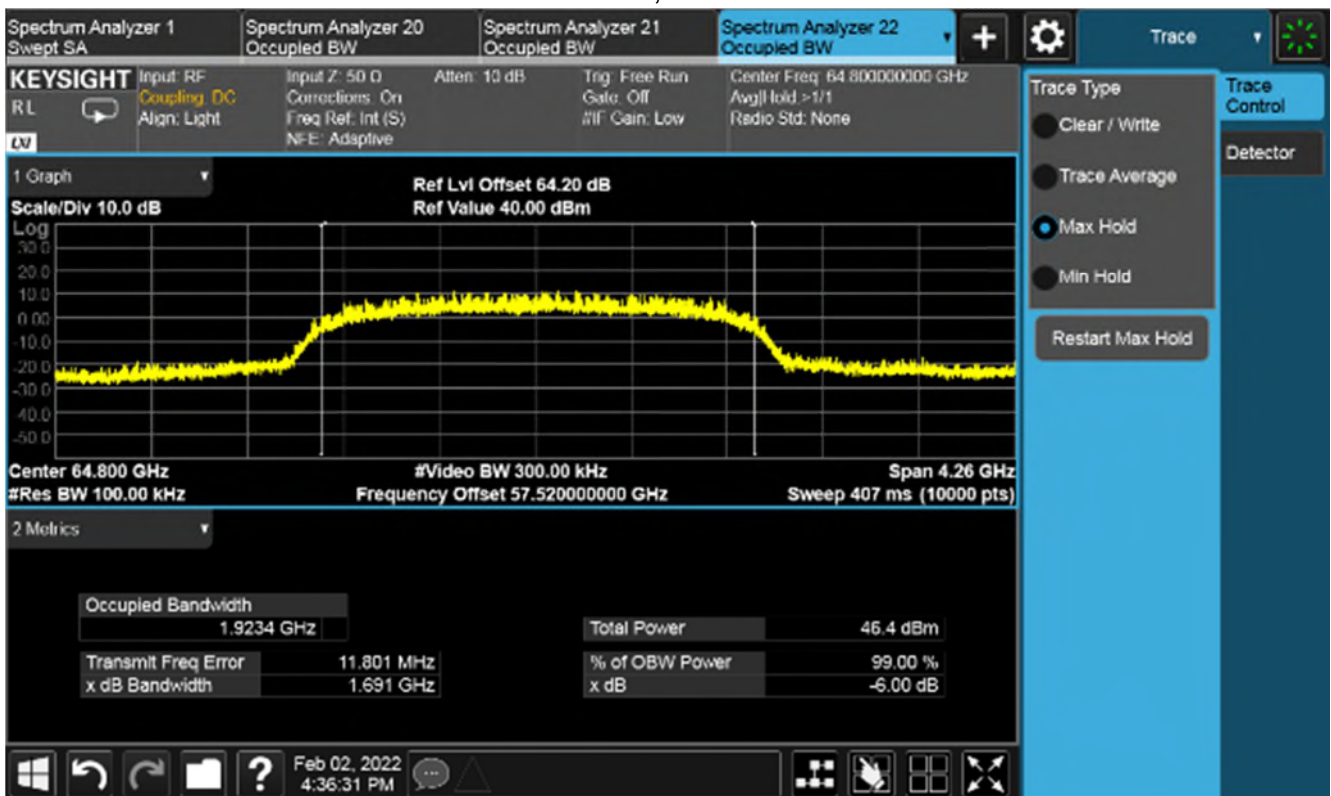 Spectrum Analyzer 1
Swept SA
Spectrum Analyzer 20
Occupied BW
Spectrum Analyzer 21
Occupied BW
Spectrum Analyzer 22
Occupied BW
Trace
KEYSIGHT
RL
LXI
Input: RF
Coupling: DC
Align: Light
Input Z: 50 Ω
Corrections: On
Freq Ref: Int (S)
NFE: Adaptive
Atten: 10 dB
Trig: Free Run
Gate: Off
#IF Gain: Low
Center Freq: 64.800000000 GHz
Avg|Hold:>1/1
Radio Std: None
Trace Type
Clear / Write
Trace Average
Max Hold
Min Hold
Restart Max Hold
Trace
Control
Detector
1 Graph
Scale/Div 10.0 dB
Ref Lvl Offset 64.20 dB
Ref Value 40.00 dBm
Log
30.0
20.0
10.0
0.00
-10.0
-20.0
-30.0
-40.0
-50.0
Center 64.800 GHz
#Video BW 300.00 kHz
Span 4.26 GHz
#Res BW 100.00 kHz
Frequency Offset 57.520000000 GHz
Sweep 407 ms (10000 pts)
2 Metrics
Occupied Bandwidth
1.9234 GHz
Total Power 46.4 dBm
Transmit Freq Error 11.801 MHz
% of OBW Power 99.00 %
x dB Bandwidth 1.691 GHz
x dB -6.00 dB
Feb 02, 2022
4:36:31 PM